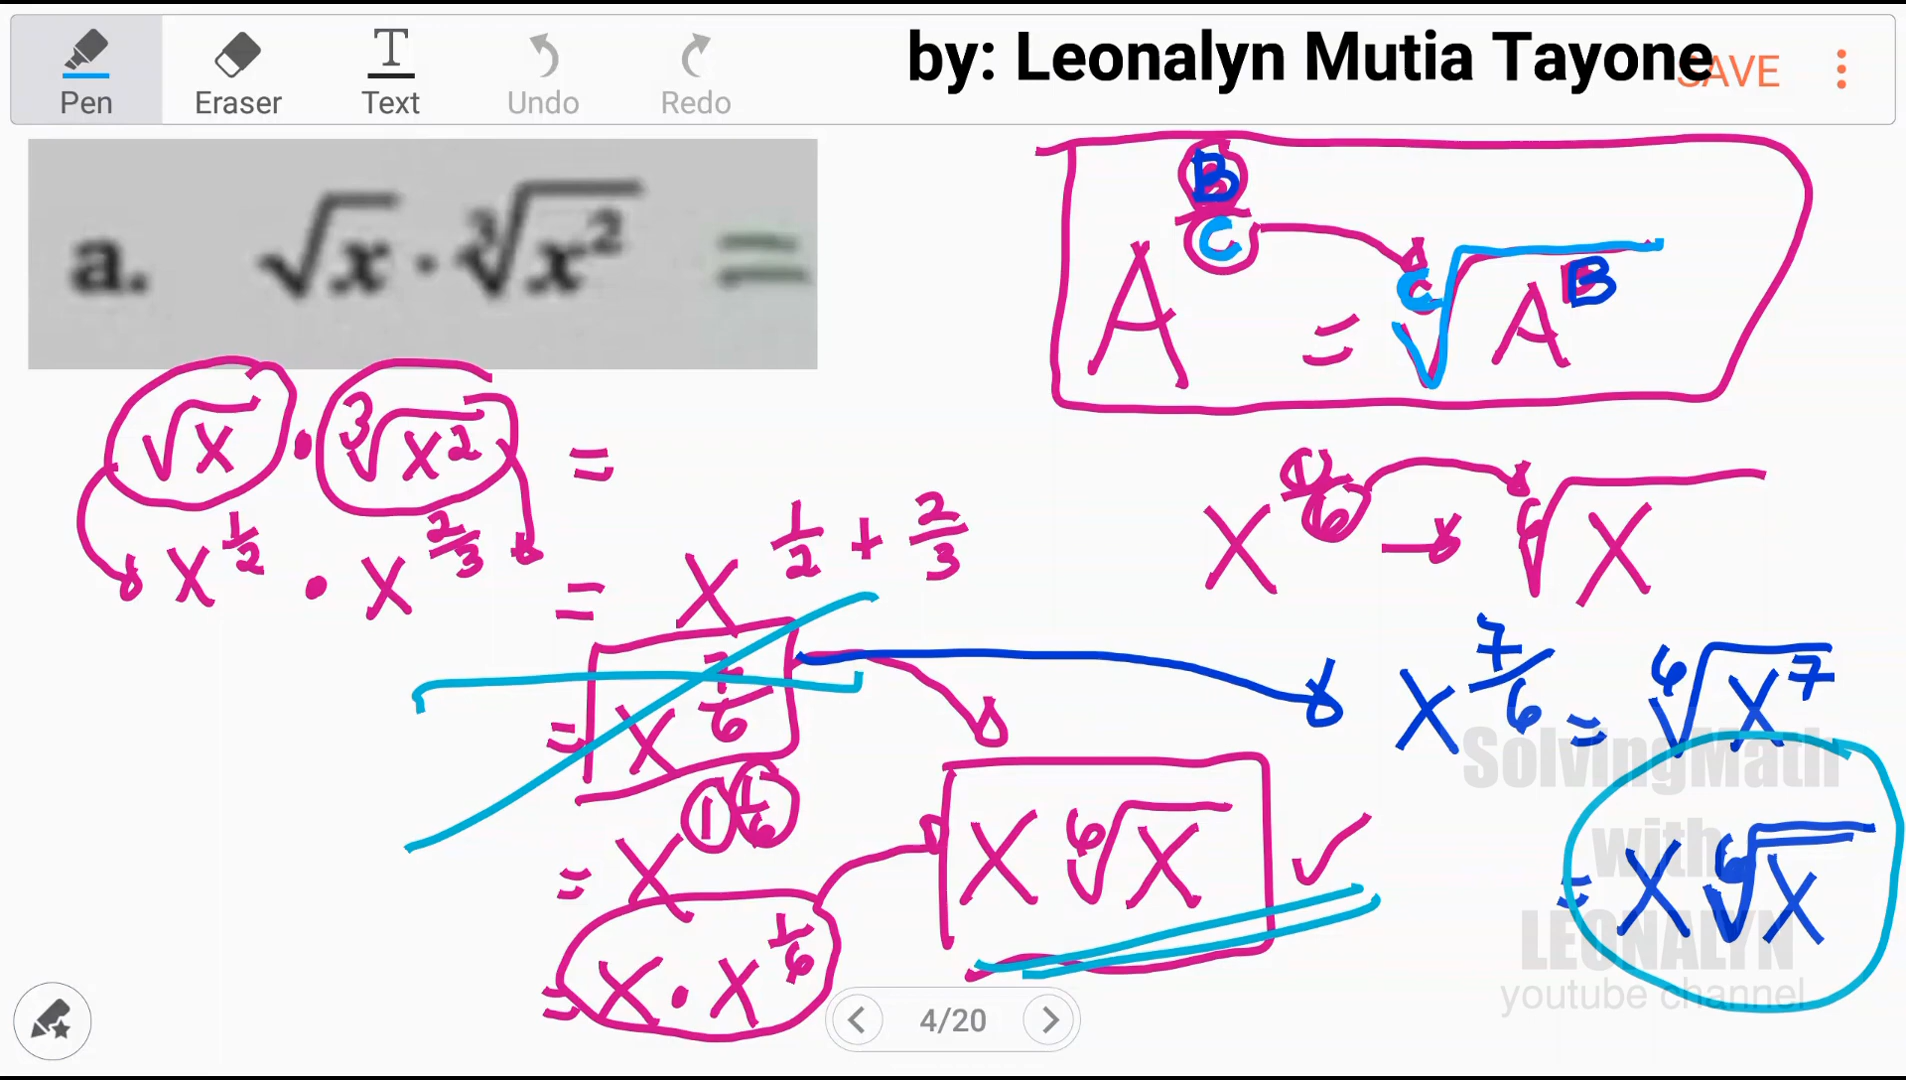 by: Leonalyn Mutia Tayone
SAVE
Pen Eraser Text Undo Redo
a. √x · ∛x² =
A^(B/C) = ᶜ√A^B
√x · ³√x² =
x^(1/2) · x^(2/3) = x^(1/2 + 2/3)
= x^(7/6)
= x^(1 1/6)
= x · x^(1/6)
x ⁶√x
x^(1/6) → ⁶√x
x^(7/6) = ⁶√x⁷
= x ⁶√x
SolvingMath
with
LEONALYN
youtube channel
4/20